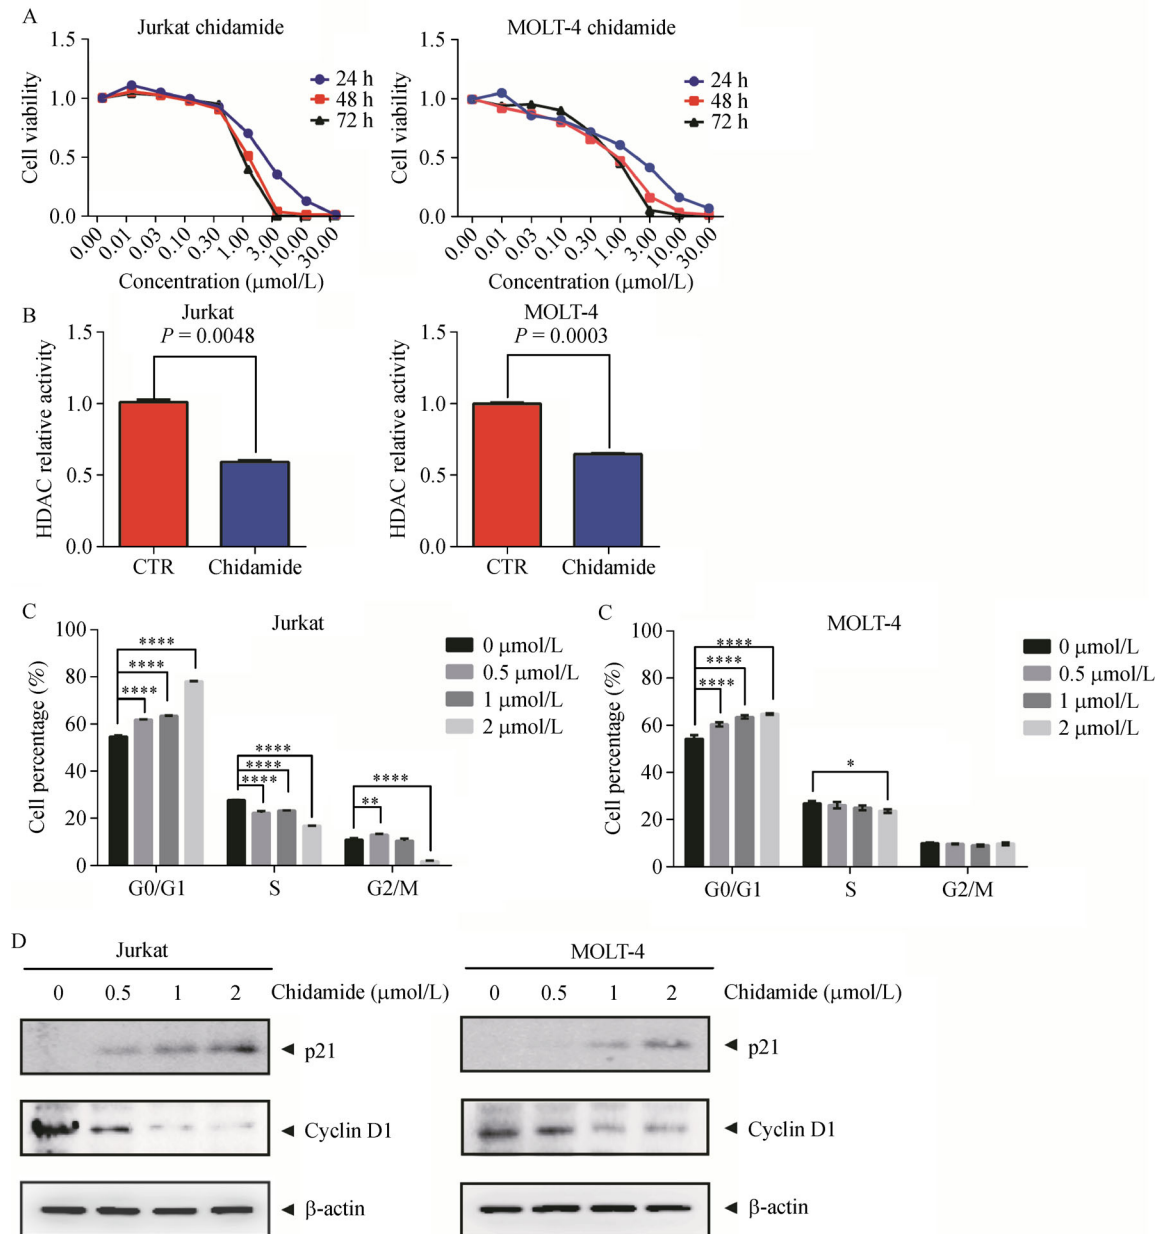 A
Jurkat chidamide
1.5
1.0
0.5
0.0
Cell viability
24 h
48 h
72 h
0.00 0.01 0.03 0.10 0.30 1.00 3.00 10.00 30.00
Concentration (μmol/L)
MOLT-4 chidamide
1.5
1.0
0.5
0.0
Cell viability
24 h
48 h
72 h
0.00 0.01 0.03 0.10 0.30 1.00 3.00 10.00 30.00
Concentration (μmol/L)
B
Jurkat
P = 0.0048
1.5
1.0
0.5
0.0
HDAC relative activity
CTR Chidamide
MOLT-4
P = 0.0003
1.5
1.0
0.5
0.0
HDAC relative activity
CTR Chidamide
C
Jurkat
100
80
60
40
20
0
Cell percentage (%)
****
****
****
****
****
****
****
**
0 μmol/L
0.5 μmol/L
1 μmol/L
2 μmol/L
G0/G1 S G2/M
C
MOLT-4
100
80
60
40
20
0
Cell percentage (%)
****
****
****
*
0 μmol/L
0.5 μmol/L
1 μmol/L
2 μmol/L
G0/G1 S G2/M
D
Jurkat
0 0.5 1 2 Chidamide (μmol/L)
p21
Cyclin D1
β-actin
MOLT-4
0 0.5 1 2 Chidamide (μmol/L)
p21
Cyclin D1
β-actin